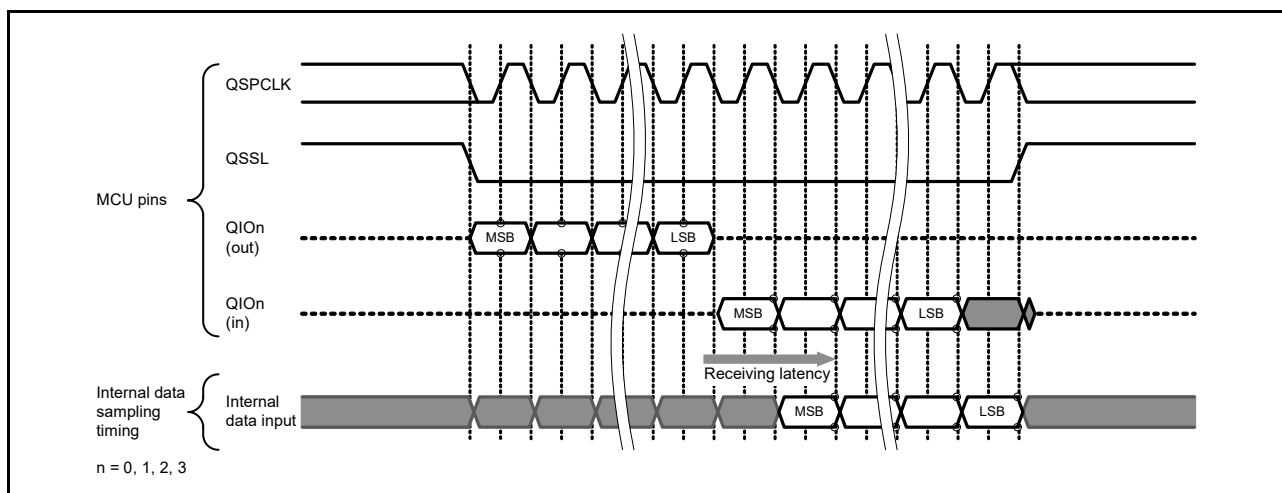 QSPCLK
QSSL
MCU pins
QIOn
(out)
MSB
LSB
QIOn
(in)
MSB
LSB
Receiving latency
Internal data
sampling
timing
Internal
data input
MSB
LSB
n = 0, 1, 2, 3